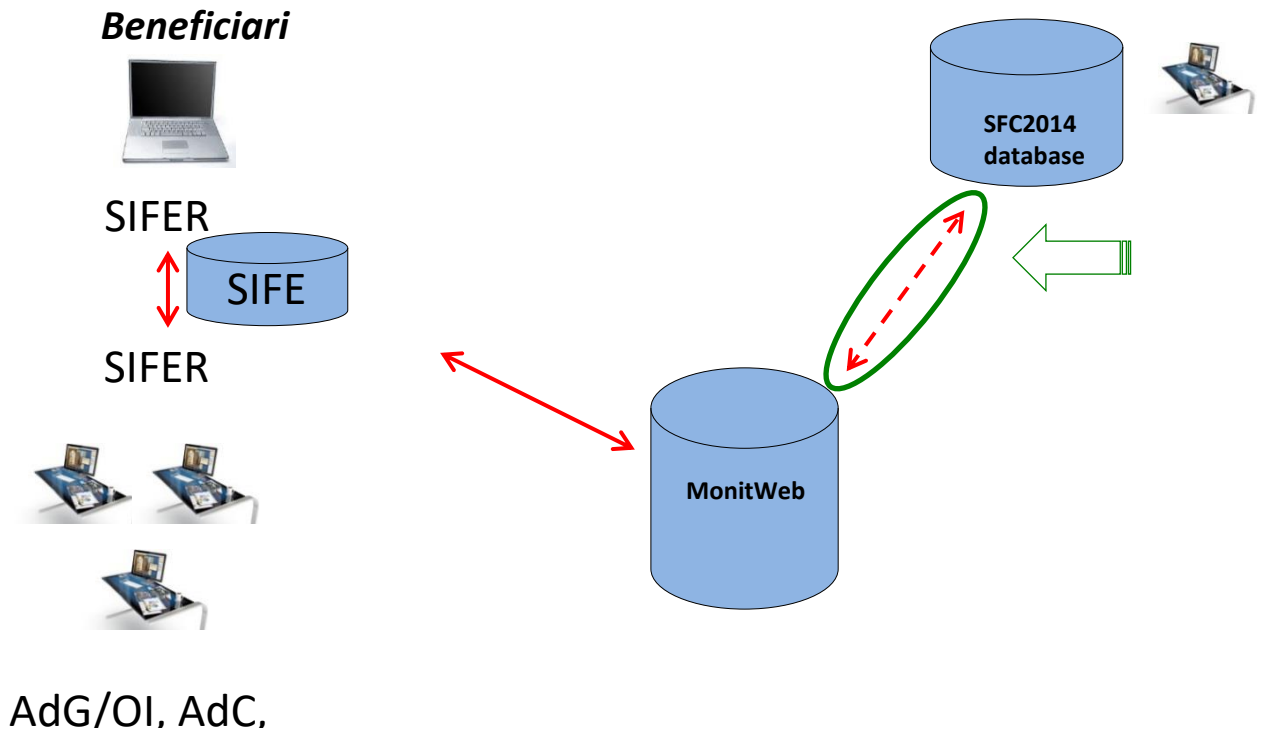 Beneficiari
SFC2014
database
SIFER
SIFE
SIFER
MonitWeb
AdG/OI, AdC,